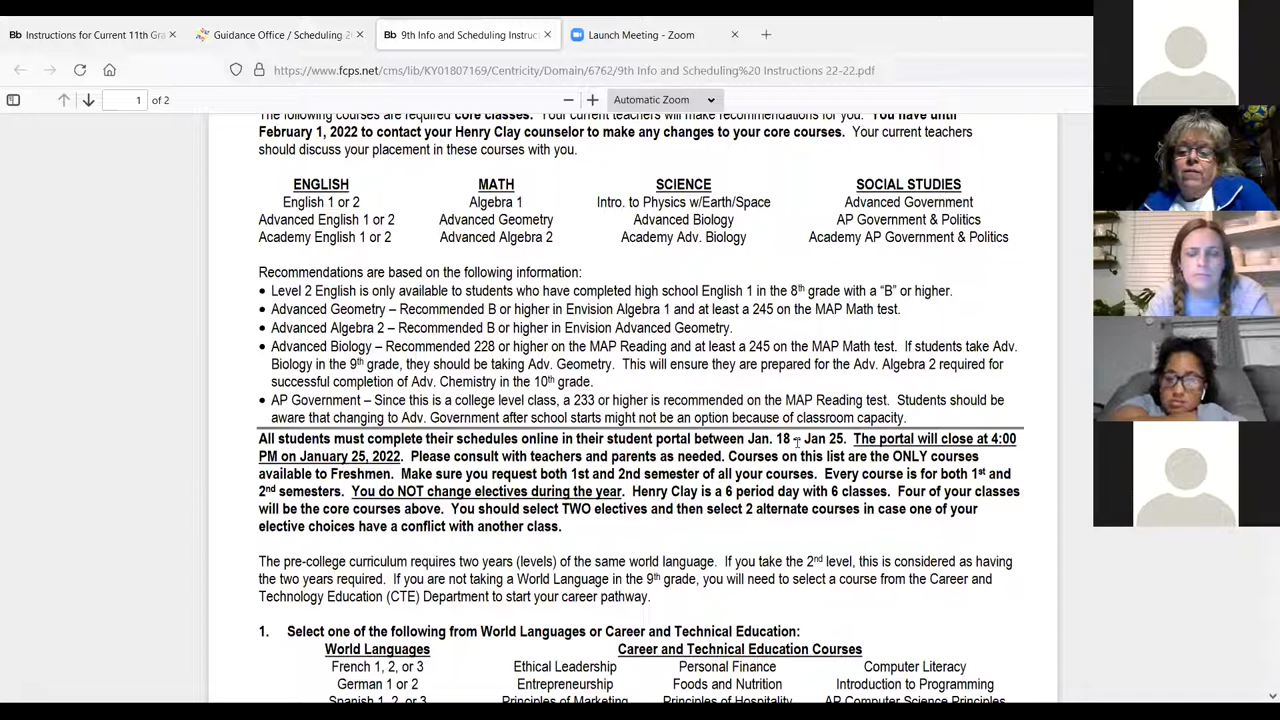 Instructions for Current 11th Gra
Guidance Office / Scheduling 2
9th Info and Scheduling Instruc
Launch Meeting - Zoom
https://www.fcps.net/cms/lib/KY01807169/Centricity/Domain/6762/9th Info and Scheduling%20 Instructions 22-22.pdf
1 of 2
Automatic Zoom
The following courses are required core classes. Your current teachers will make recommendations for you. You have until
February 1, 2022 to contact your Henry Clay counselor to make any changes to your core courses. Your current teachers
should discuss your placement in these courses with you.
ENGLISH MATH SCIENCE SOCIAL STUDIES
English 1 or 2 Algebra 1 Intro. to Physics w/Earth/Space Advanced Government
Advanced English 1 or 2 Advanced Geometry Advanced Biology AP Government & Politics
Academy English 1 or 2 Advanced Algebra 2 Academy Adv. Biology Academy AP Government & Politics
Recommendations are based on the following information:
• Level 2 English is only available to students who have completed high school English 1 in the 8th grade with a “B” or higher.
• Advanced Geometry – Recommended B or higher in Envision Algebra 1 and at least a 245 on the MAP Math test.
• Advanced Algebra 2 – Recommended B or higher in Envision Advanced Geometry.
• Advanced Biology – Recommended 228 or higher on the MAP Reading and at least a 245 on the MAP Math test. If students take Adv.
Biology in the 9th grade, they should be taking Adv. Geometry. This will ensure they are prepared for the Adv. Algebra 2 required for
successful completion of Adv. Chemistry in the 10th grade.
• AP Government – Since this is a college level class, a 233 or higher is recommended on the MAP Reading test. Students should be
aware that changing to Adv. Government after school starts might not be an option because of classroom capacity.
All students must complete their schedules online in their student portal between Jan. 18 - Jan 25. The portal will close at 4:00
PM on January 25, 2022. Please consult with teachers and parents as needed. Courses on this list are the ONLY courses
available to Freshmen. Make sure you request both 1st and 2nd semester of all your courses. Every course is for both 1st and
2nd semesters. You do NOT change electives during the year. Henry Clay is a 6 period day with 6 classes. Four of your classes
will be the core courses above. You should select TWO electives and then select 2 alternate courses in case one of your
elective choices have a conflict with another class.
The pre-college curriculum requires two years (levels) of the same world language. If you take the 2nd level, this is considered as having
the two years required. If you are not taking a World Language in the 9th grade, you will need to select a course from the Career and
Technology Education (CTE) Department to start your career pathway.
1. Select one of the following from World Languages or Career and Technical Education:
World Languages Career and Technical Education Courses
French 1, 2, or 3 Ethical Leadership Personal Finance Computer Literacy
German 1 or 2 Entrepreneurship Foods and Nutrition Introduction to Programming
Spanish 1, 2, or 3 Principles of Marketing Principles of Hospitality AP Computer Science Principles